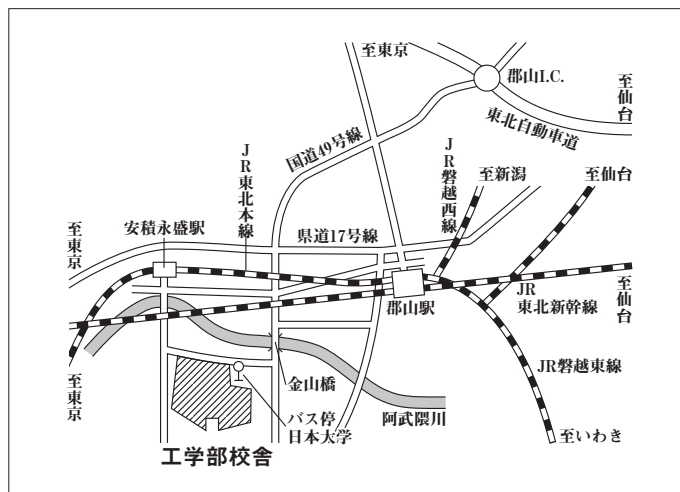 至東京
郡山I.C.
至仙台
東北自動車道
国道49号線
JR東北本線
JR磐越西線
至新潟
至仙台
安積永盛駅
県道17号線
至東京
郡山駅
JR
東北新幹線
至仙台
JR磐越東線
至東京
金山橋
バス停
日本大学
阿武隈川
至いわき
工学部校舎